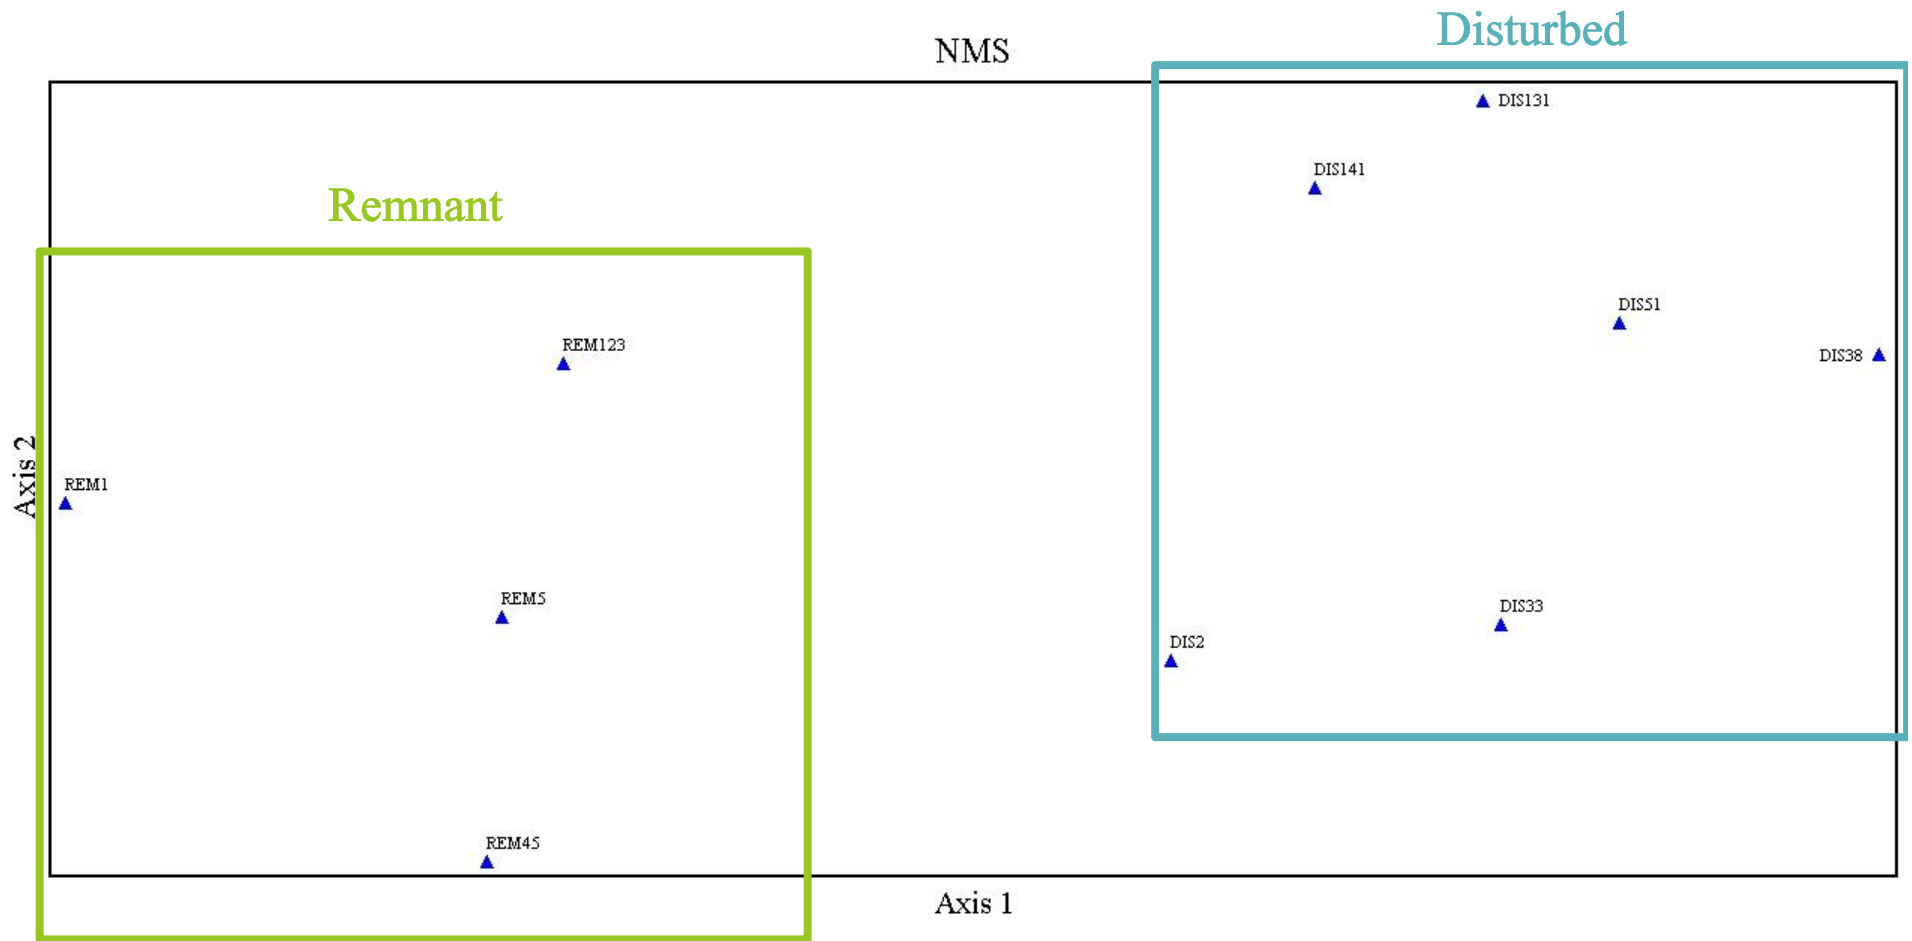 Disturbed
NMS
DIS131
DIS141
Remnant
DIS51
REM123
DIS38
Axis 2
REM1
REM5
DIS33
DIS2
REM45
Axis 1